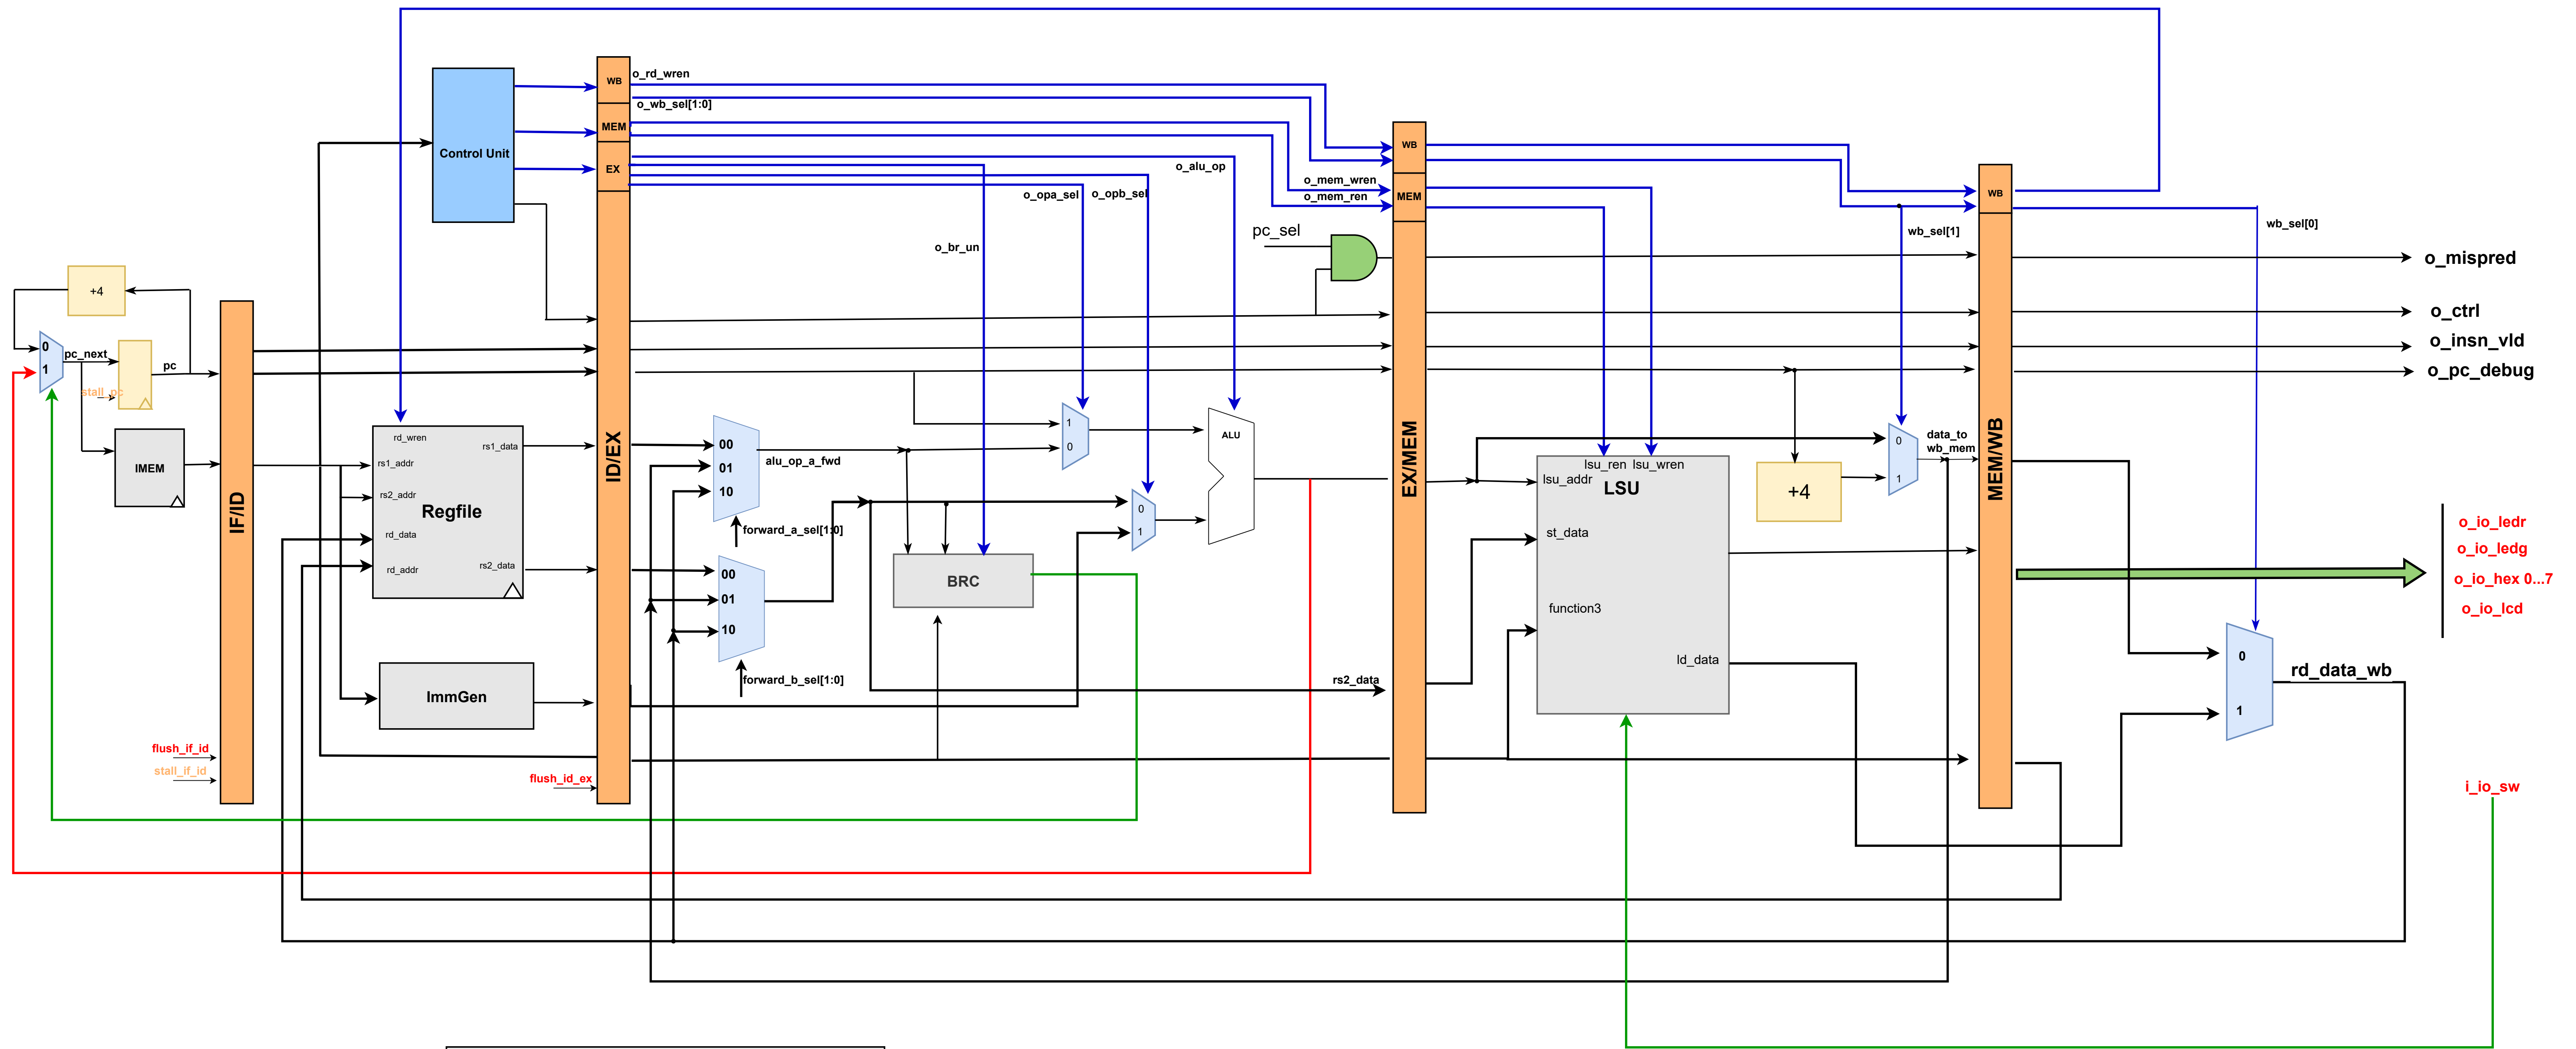 WB
o_rd_wren
o_wb_sel[1:0]
MEM
Control Unit
EX
o_alu_op
o_opa_sel
o_opb_sel
o_br_un
WB
o_mem_wren
o_mem_ren
MEM
pc_sel
WB
wb_sel[1]
wb_sel[0]
o_mispred
o_ctrl
o_insn_vld
o_pc_debug
+4
0
1
pc_next
pc
stall_pc
IMEM
IF/ID
rd_wren
rs1_addr
rs2_addr
Regfile
rd_data
rd_addr
rs1_data
rs2_data
ImmGen
flush_if_id
stall_if_id
flush_id_ex
ID/EX
00
01
10
alu_op_a_fwd
forward_a_sel[1:0]
00
01
10
forward_b_sel[1:0]
BRC
1
0
0
1
ALU
rs2_data
EX/MEM
lsu_ren
lsu_wren
lsu_addr
LSU
st_data
function3
ld_data
+4
0
1
data_to
wb_mem
MEM/WB
o_io_ledr
o_io_ledg
o_io_hex 0...7
o_io_lcd
0
1
rd_data_wb
i_io_sw